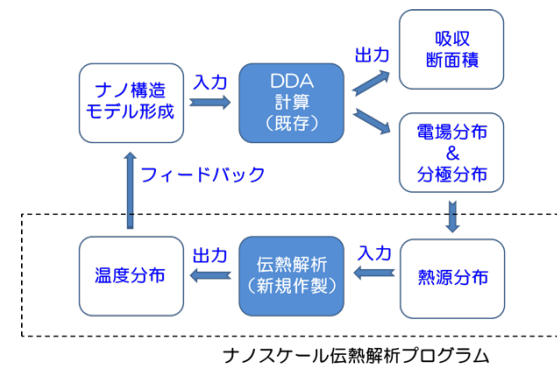 ナノ構造
モデル形成
入力
DDA
計算
(既存)
出力
吸収
断面積
電場分布
&
分極分布
フィードバック
温度分布
出力
伝熱解析
(新規作製)
入力
熱源分布
ナノスケール伝熱解析プログラム